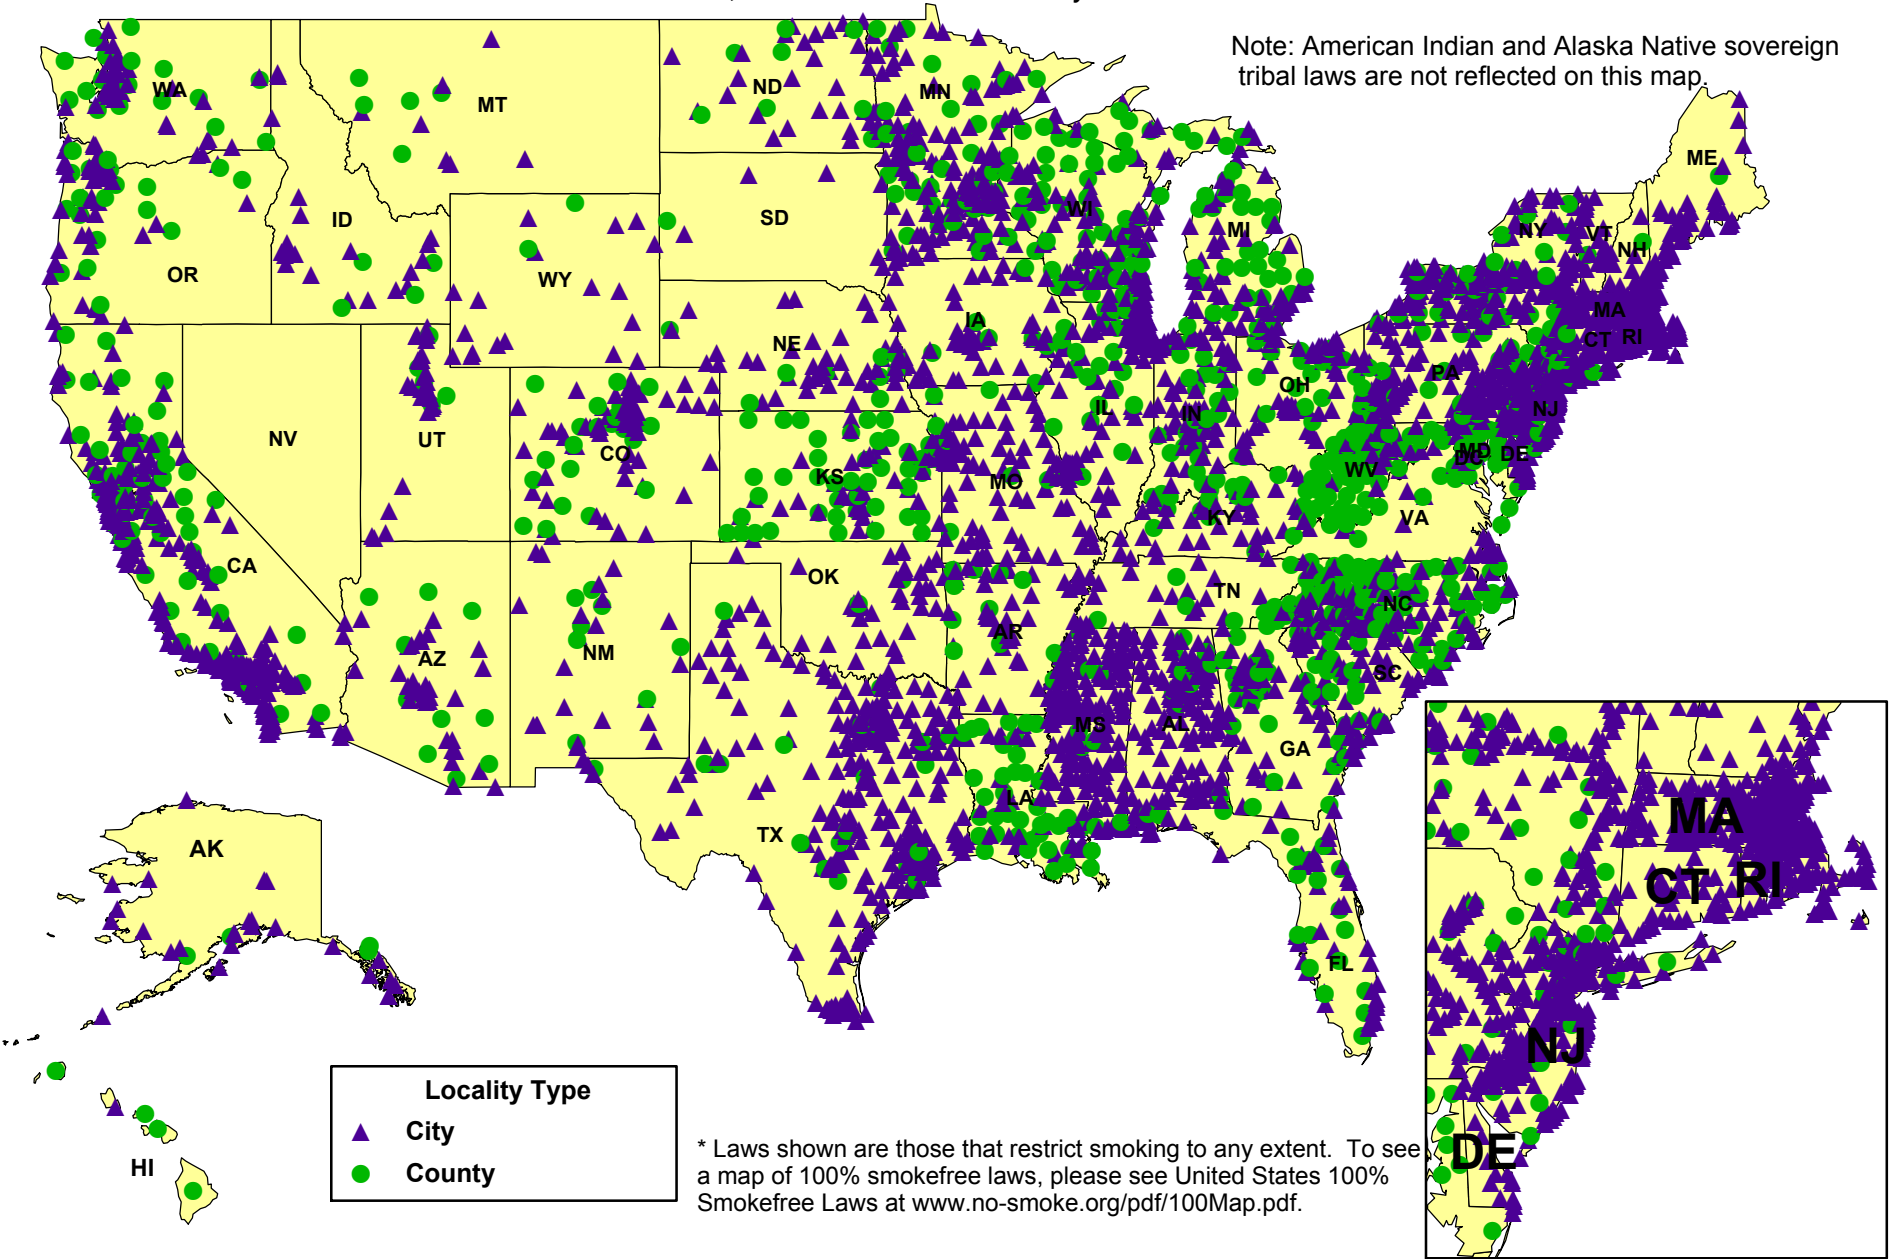 Note: American Indian and Alaska Native sovereign
tribal laws are not reflected on this map.
WA
MT
ND
MN
ME
OR
ID
WY
SD
WI
MI
NY
VT
NH
MA
CT
RI
NE
IA
PA
OH
NJ
IL
IN
NV
UT
CO
KS
MO
WV
MD
DC
DE
KY
VA
CA
AZ
NM
OK
TN
NC
AR
SC
MS
AL
GA
TX
LA
FL
AK
HI
MA
CT
RI
NJ
DE
Locality Type
City
County
* Laws shown are those that restrict smoking to any extent. To see
a map of 100% smokefree laws, please see United States 100%
Smokefree Laws at www.no-smoke.org/pdf/100Map.pdf.